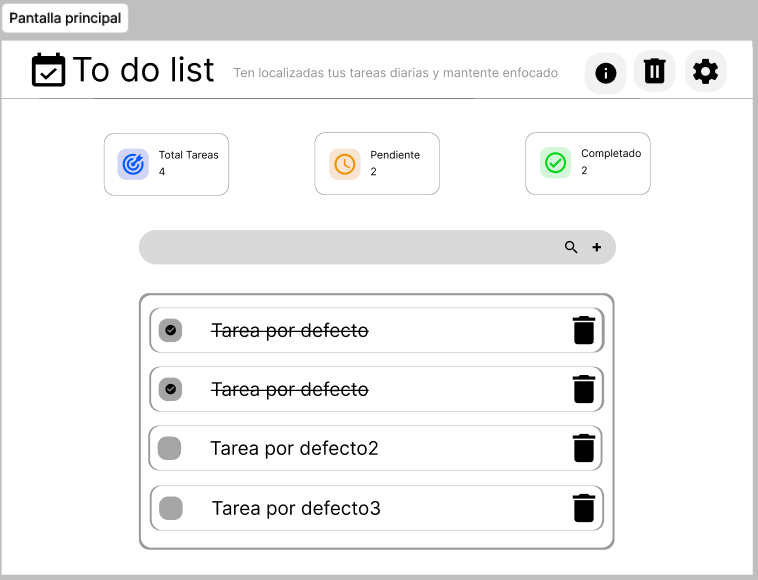 Pantalla principal
To do list
Ten localizadas tus tareas diarias y mantente enfocado
Total Tareas
4
Pendiente
2
Completado
2
Tarea por defecto
Tarea por defecto
Tarea por defecto2
Tarea por defecto3